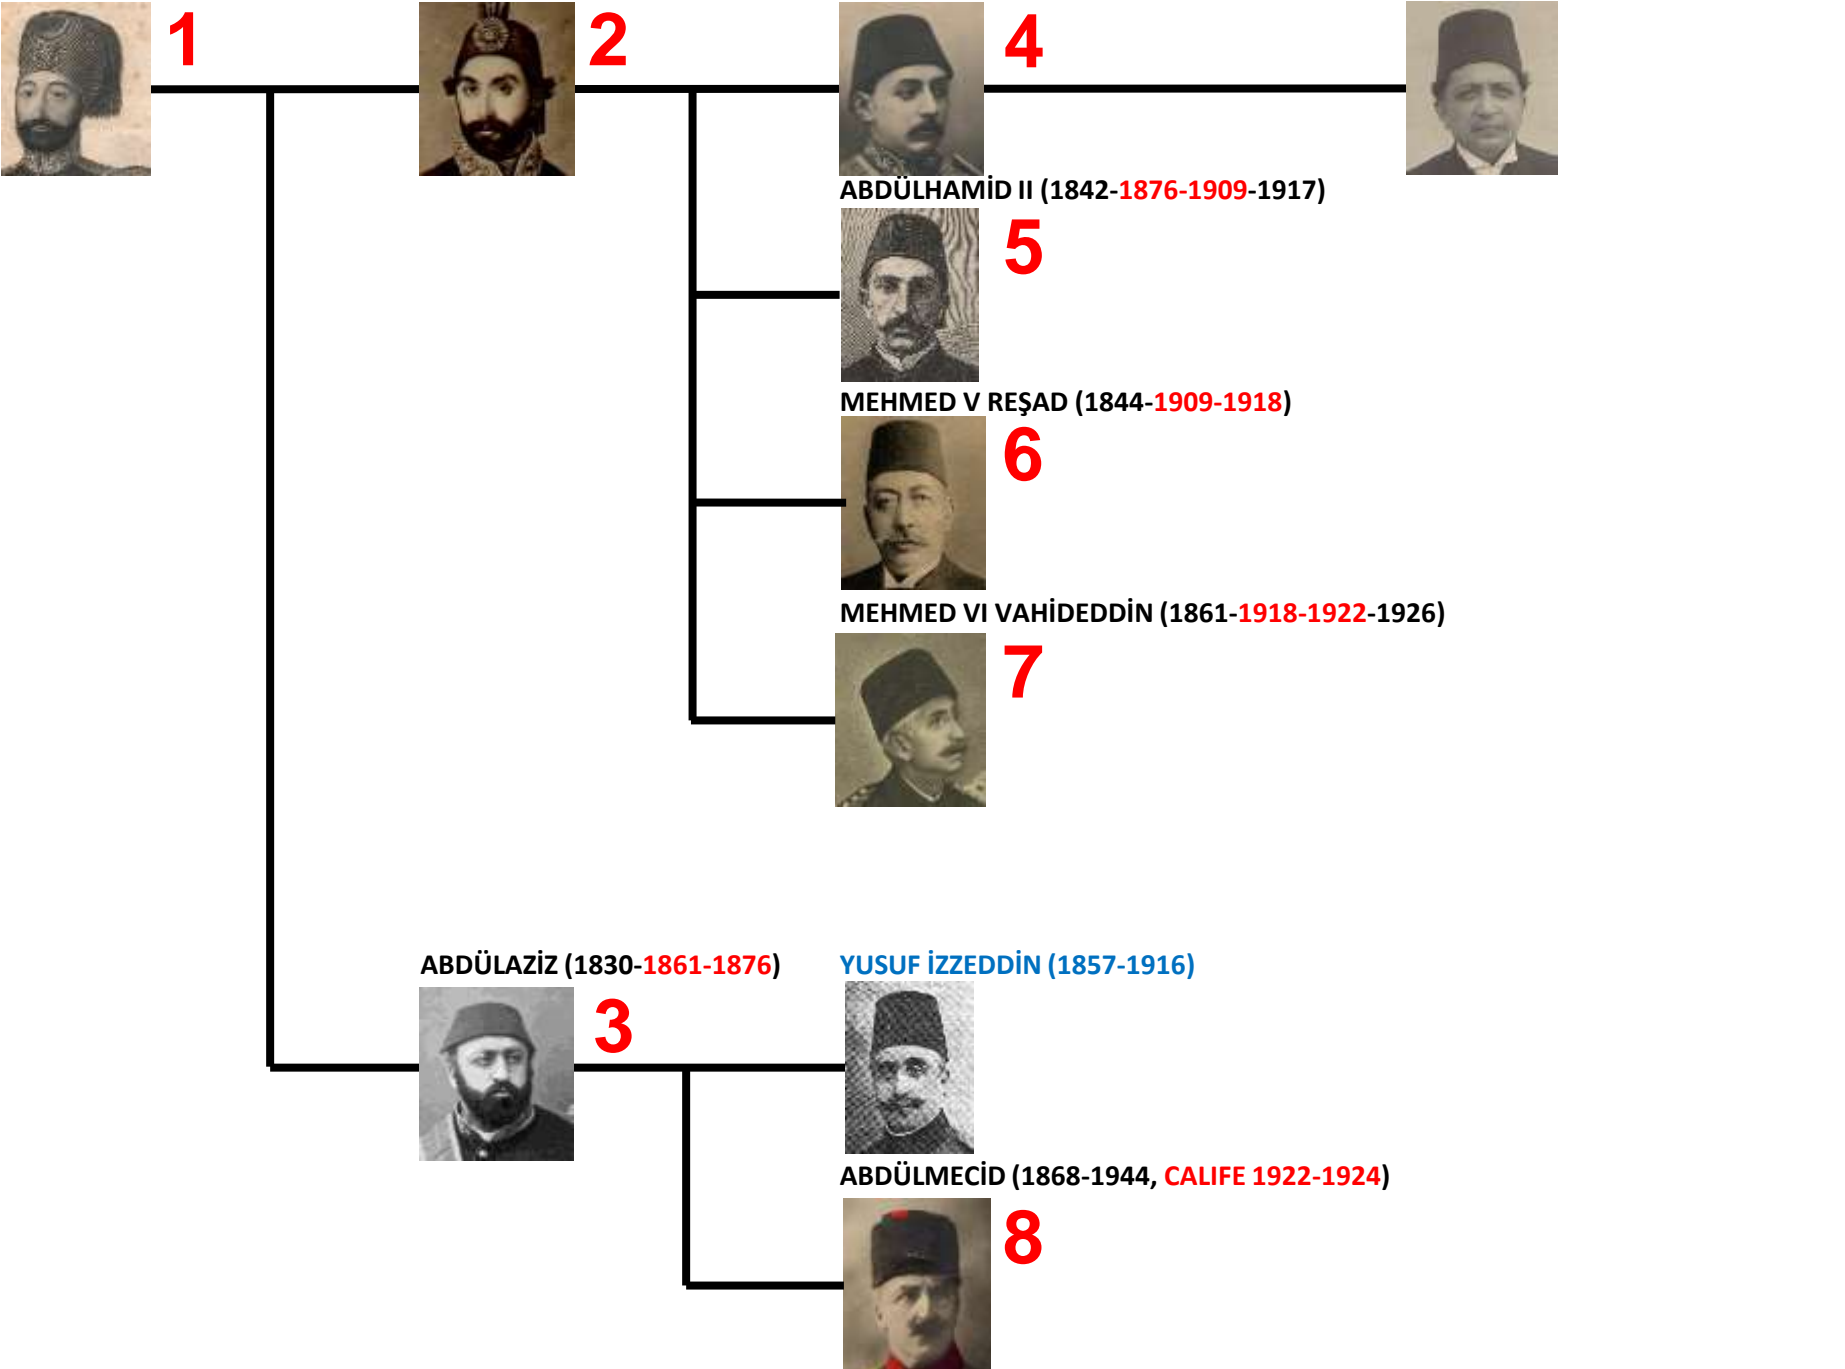 1
2
4
ABDÜLHAMİD II (1842-1876-1909-1917)
5
MEHMED V REŞAD (1844-1909-1918)
6
MEHMED VI VAHİDEDDİN (1861-1918-1922-1926)
7
ABDÜLAZİZ (1830-1861-1876)
YUSUF İZZEDDİN (1857-1916)
3
ABDÜLMECİD (1868-1944, CALIFE 1922-1924)
8